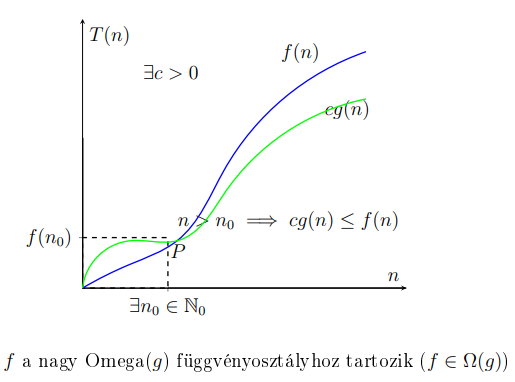 T(n)
f(n)
∃c > 0
cg(n)
n > n₀ ⟹ cg(n) ≤ f(n)
f(n₀)
P
n
∃n₀ ∈ ℕ₀
f a nagy Omega(g) függvényosztályhoz tartozik (f ∈ Ω(g))